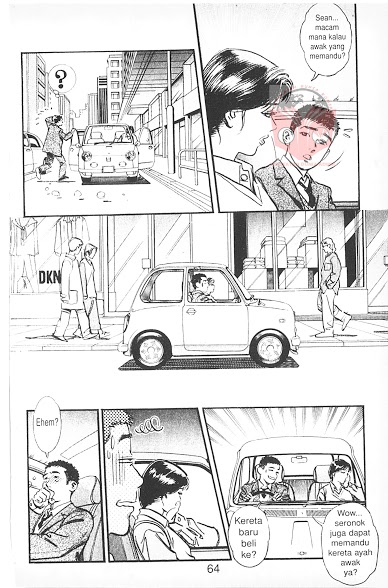 ?
Sean...
macam
mana kalau
awak yang
memandu?
DKN
Ehem?
Kereta
baru
beli
ke?
Wow...
seronok
juga dapat
memandu
kereta ayah
awak
ya?
64